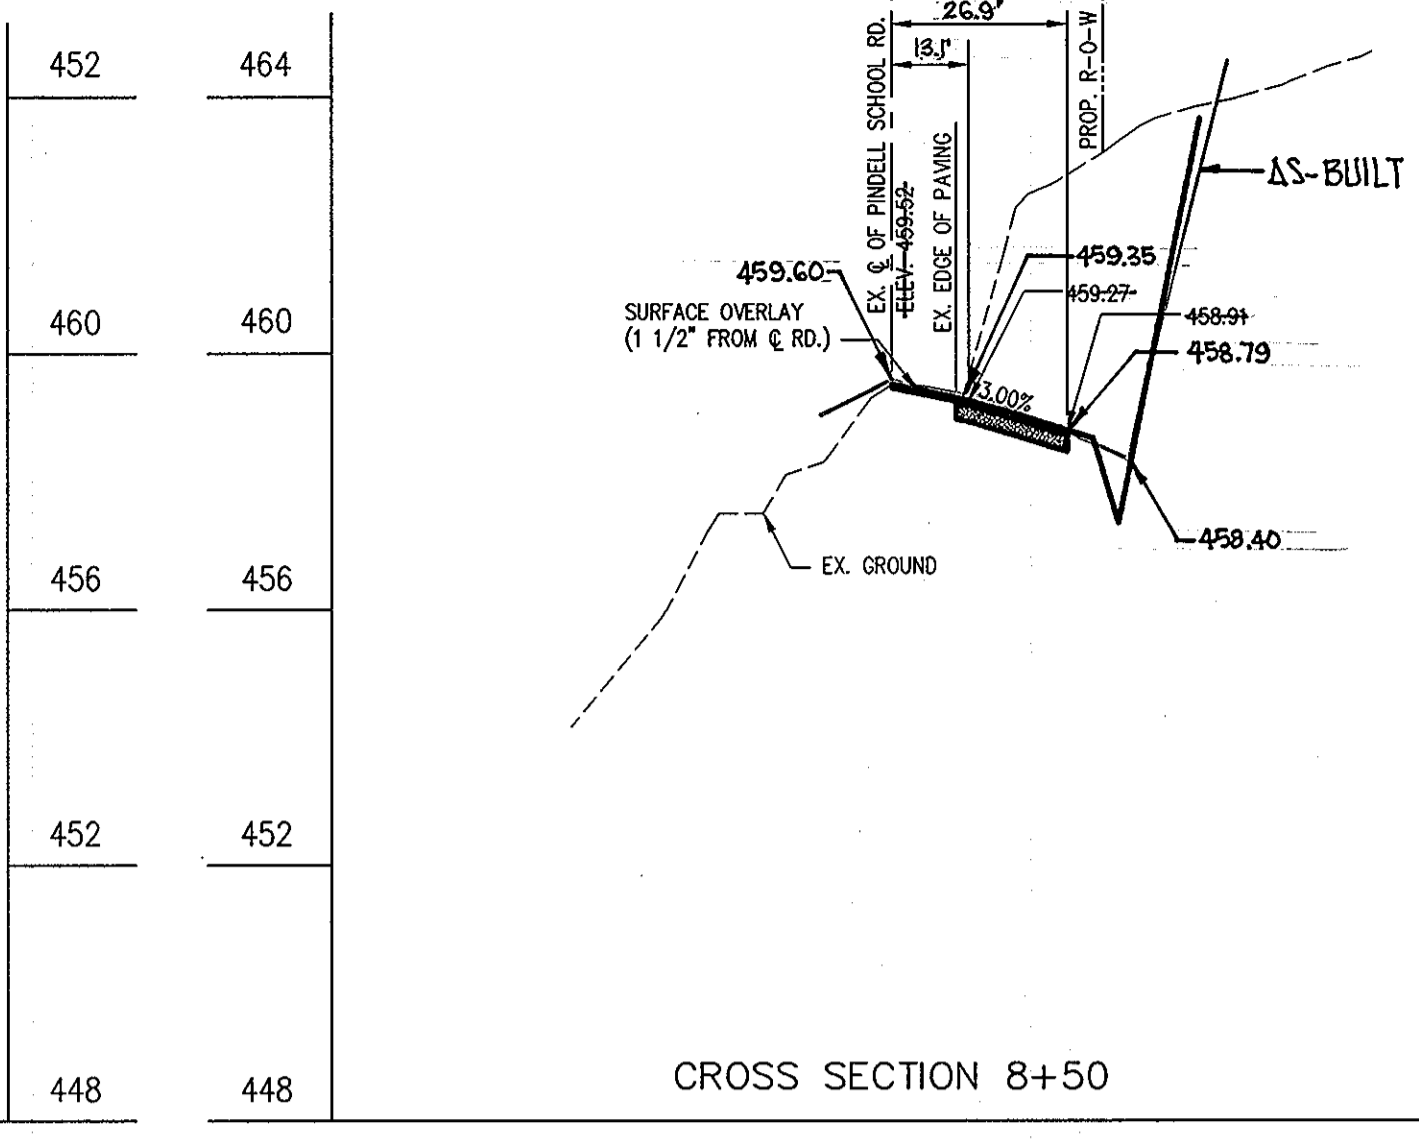 26.9'
13.1'
452
464
EX. ℄ OF PINDELL SCHOOL RD.
ELEV. 459.52
EX. EDGE OF PAVING
PROP. R-O-W
AS-BUILT
459.60
459.35
459.27
SURFACE OVERLAY
(1 1/2" FROM ℄ RD.)
458.91
458.79
460
460
3.00%
458.40
EX. GROUND
456
456
452
452
CROSS SECTION 8+50
448
448